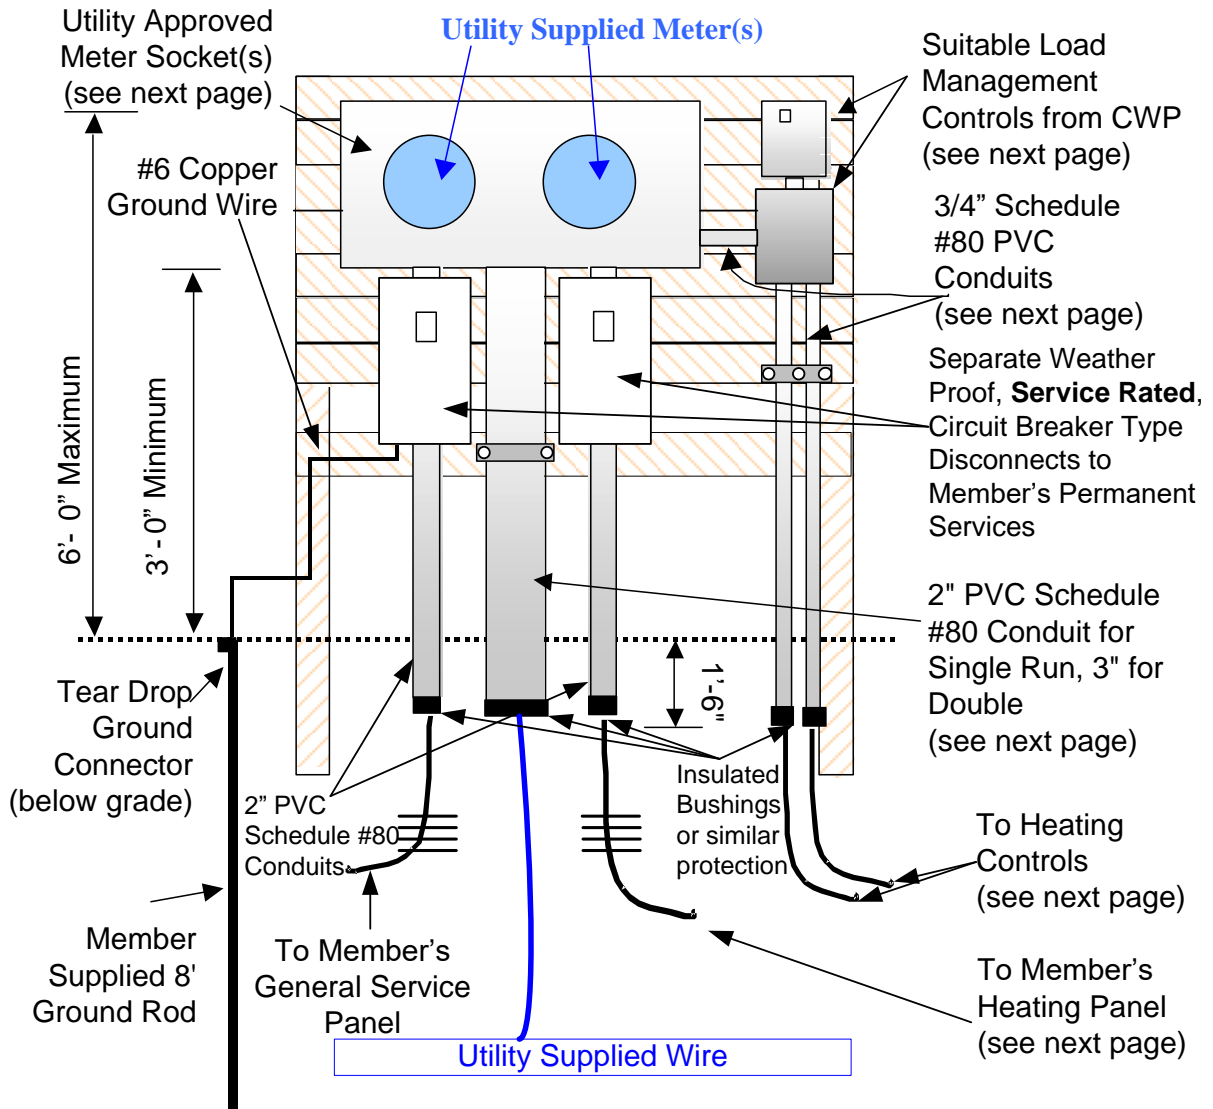 Utility Approved
Meter Socket(s)
(see next page)
Utility Supplied Meter(s)
Suitable Load
Management
Controls from CWP
(see next page)
#6 Copper
Ground Wire
3/4” Schedule
#80 PVC
Conduits
(see next page)
6’- 0” Maximum
3’ - 0” Minimum
Separate Weather
Proof, Service Rated,
Circuit Breaker Type
Disconnects to
Member’s Permanent
Services
2" PVC Schedule
#80 Conduit for
Single Run, 3" for
Double
(see next page)
1’-6”
Tear Drop
Ground
Connector
(below grade)
2” PVC
Schedule #80
Conduits
Insulated
Bushings
or similar
protection
To Heating
Controls
(see next page)
Member
Supplied 8'
Ground Rod
To Member’s
General Service
Panel
To Member’s
Heating Panel
(see next page)
Utility Supplied Wire